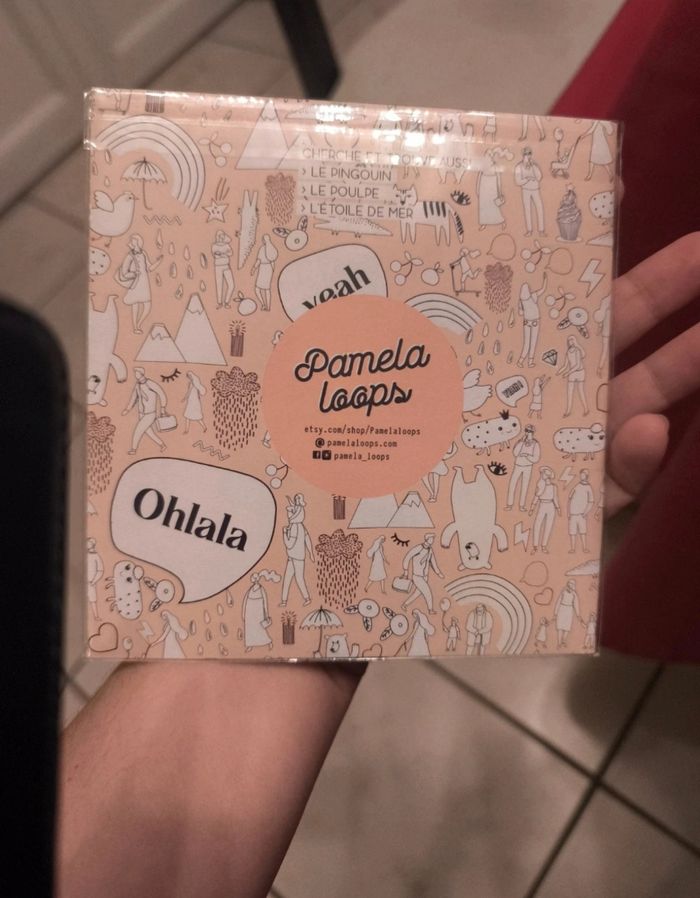 CHERCHE ET TROUVE AUSSI
› LE PINGOUIN
› LE POULPE
› L'ÉTOILE DE MER
yeah
Pamela
loops
etsy.com/shop/Pamelaloops
pamelaloops.com
pamela_loops
yeah
Ohlala